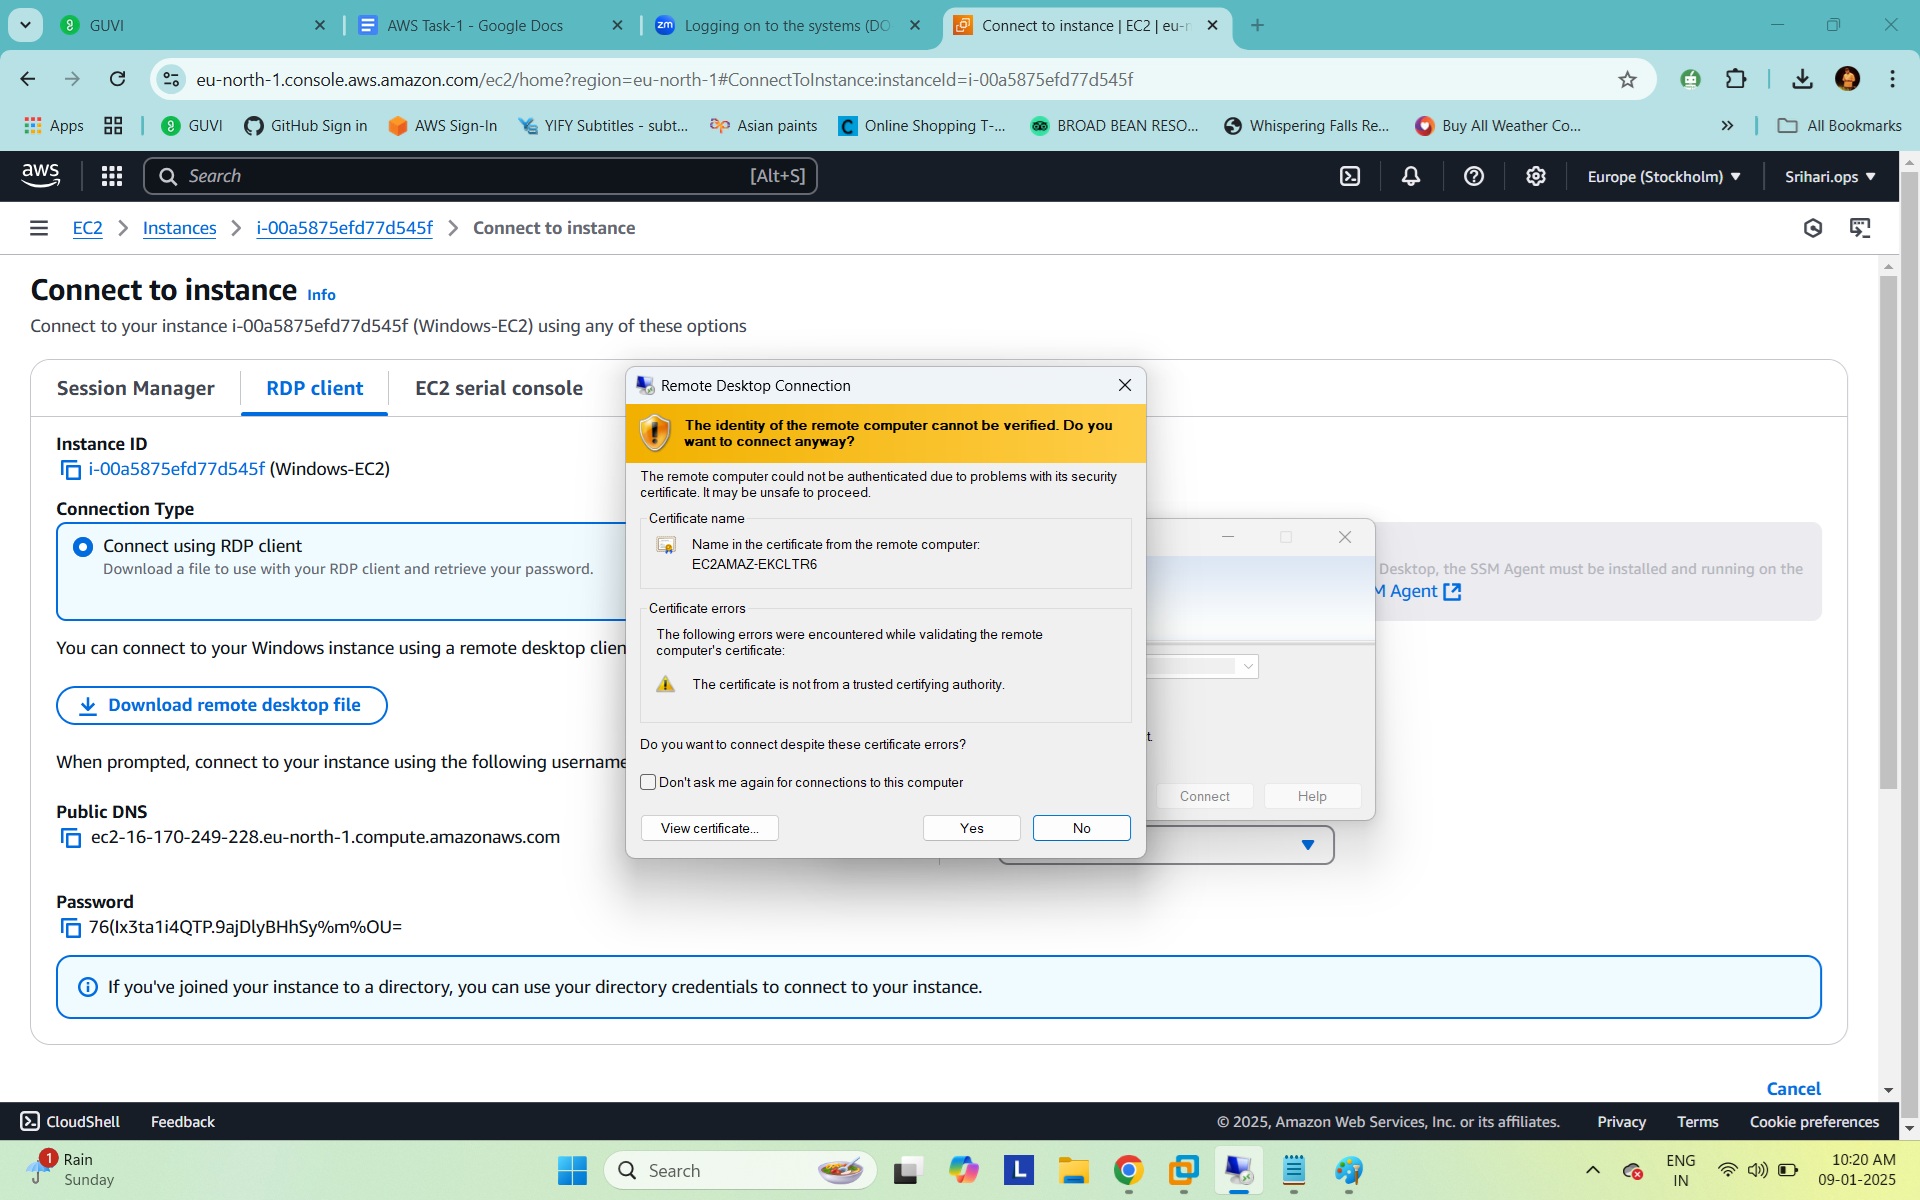 GUVI
AWS Task-1 - Google Docs
zm
Logging on to the systems (DO
Connect to instance | EC2 | eu-n
eu-north-1.console.aws.amazon.com/ec2/home?region=eu-north-1#ConnectToInstance:instanceId=i-00a5875efd77d545f
Apps
GUVI
GitHub Sign in
AWS Sign-In
YIFY Subtitles - subt...
Asian paints
Online Shopping T-...
BROAD BEAN RESO...
Whispering Falls Re...
Buy All Weather Co...
All Bookmarks
aws
Search
[Alt+S]
Europe (Stockholm)
Srihari.ops
EC2
Instances
i-00a5875efd77d545f
Connect to instance
Connect to instance Info
Connect to your instance i-00a5875efd77d545f (Windows-EC2) using any of these options
Session Manager
RDP client
EC2 serial console
Instance ID
i-00a5875efd77d545f (Windows-EC2)
Connection Type
Connect using RDP client
Download a file to use with your RDP client and retrieve your password.
Desktop, the SSM Agent must be installed and running on the
M Agent
You can connect to your Windows instance using a remote desktop clien
Download remote desktop file
When prompted, connect to your instance using the following username
Public DNS
ec2-16-170-249-228.eu-north-1.compute.amazonaws.com
Password
76(Ix3ta1i4QTP.9ajDlyBHhSy%m%OU=
If you've joined your instance to a directory, you can use your directory credentials to connect to your instance.
Cancel
Remote Desktop Connection
The identity of the remote computer cannot be verified. Do you
want to connect anyway?
The remote computer could not be authenticated due to problems with its security
certificate. It may be unsafe to proceed.
Certificate name
Name in the certificate from the remote computer:
EC2AMAZ-EKCLTR6
Certificate errors
The following errors were encountered while validating the remote
computer's certificate:
The certificate is not from a trusted certifying authority.
Do you want to connect despite these certificate errors?
Don't ask me again for connections to this computer
View certificate...
Yes
No
t.
Connect
Help
CloudShell
Feedback
© 2025, Amazon Web Services, Inc. or its affiliates.
Privacy
Terms
Cookie preferences
1
Rain
Sunday
Search
L
ENG
IN
10:20 AM
09-01-2025